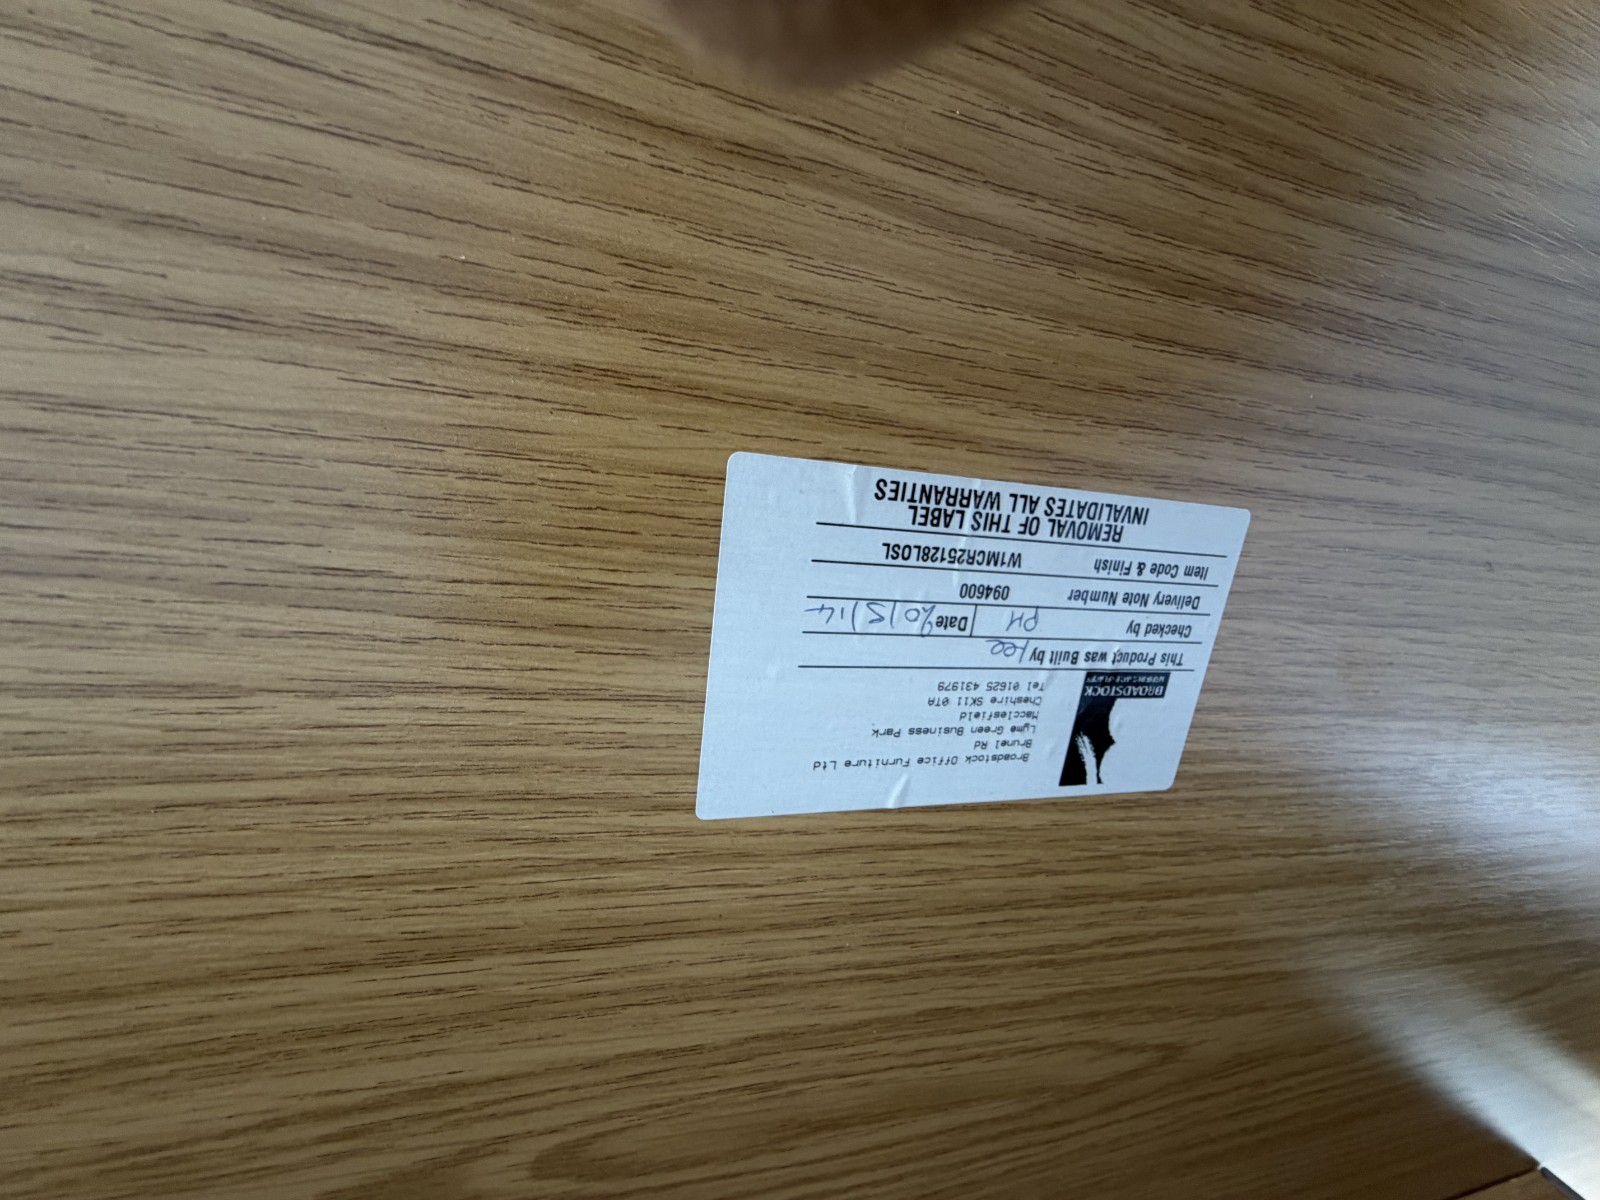 Broadstock Office Furniture Ltd
Brunel Rd
Lyme Green Business Park
Macclesfield
Cheshire SK11 0TA
Tel 01625 431979
BROADSTOCK
This Product was Built by Lee
Checked by PH Date 20/5/14
Delivery Note Number 094600
Item Code & Finish W1MCR25128LOSL
REMOVAL OF THIS LABEL
INVALIDATES ALL WARRANTIES